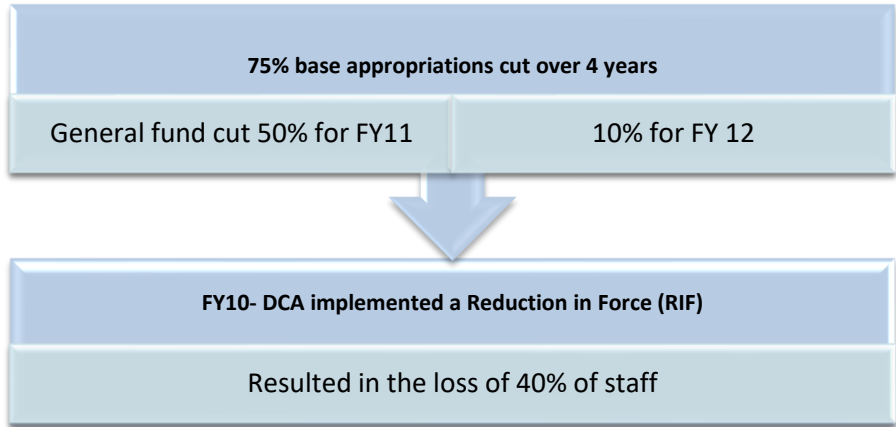 75% base appropriations cut over 4 years
General fund cut 50% for FY11
10% for FY 12
FY10- DCA implemented a Reduction in Force (RIF)
Resulted in the loss of 40% of staff